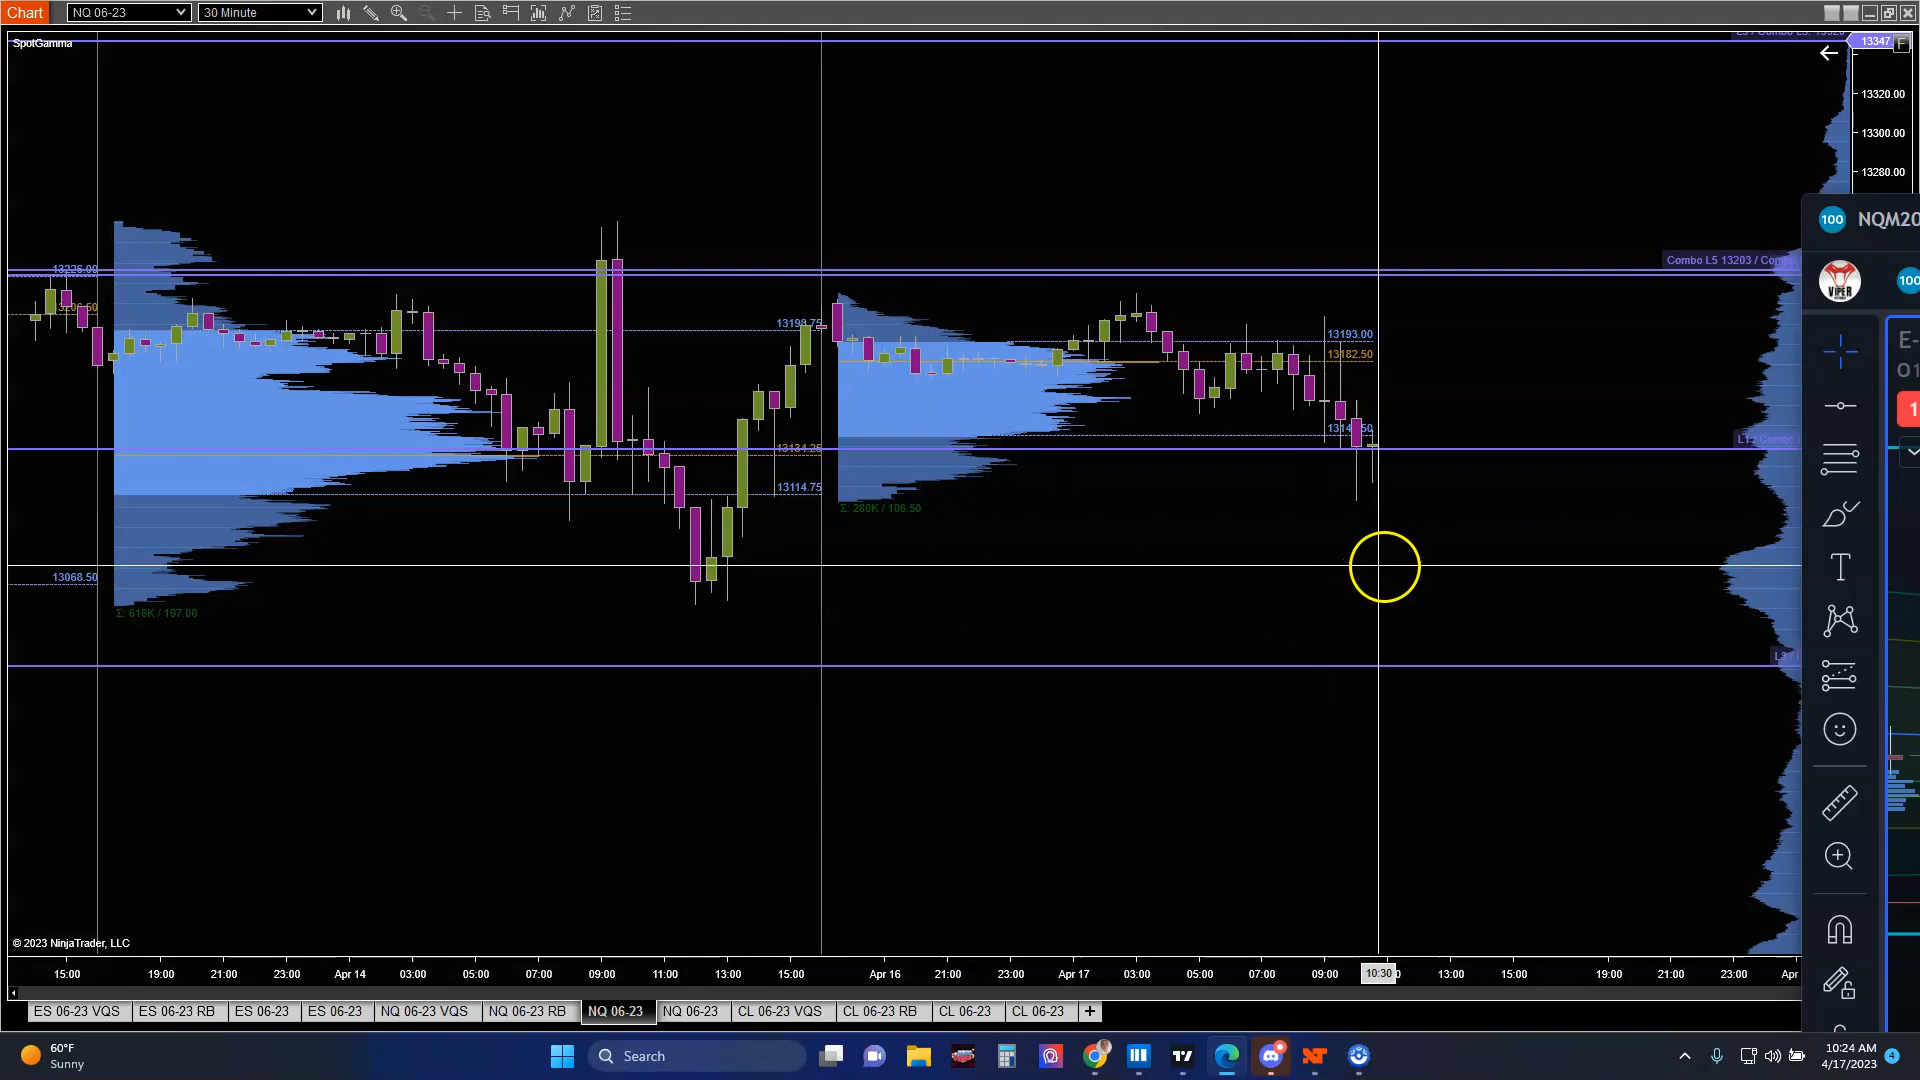 Chart
NQ 06-23
30 Minute
SpotGamma
13347
F
13320.00
13300.00
13280.00
100
NQM20
VIPER
100
E-
O1
1
Combo L5 13203 /
13226.00
13198.75
13193.00
13182.50
13134.25
13114.75
Σ: 280K / 106.50
13068.50
Σ: 616K / 197.00
© 2023 NinjaTrader, LLC
15:00
19:00
21:00
23:00
Apr 14
03:00
05:00
07:00
09:00
11:00
13:00
15:00
Apr 16
21:00
23:00
Apr 17
03:00
05:00
07:00
09:00
10:30
13:00
15:00
19:00
21:00
23:00
Apr
ES 06-23 VQS
ES 06-23 RB
ES 06-23
ES 06-23
NQ 06-23 VQS
NQ 06-23 RB
NQ 06-23
NQ 06-23
CL 06-23 VQS
CL 06-23 RB
CL 06-23
CL 06-23
+
60°F
Sunny
Search
10:24 AM
4/17/2023
4